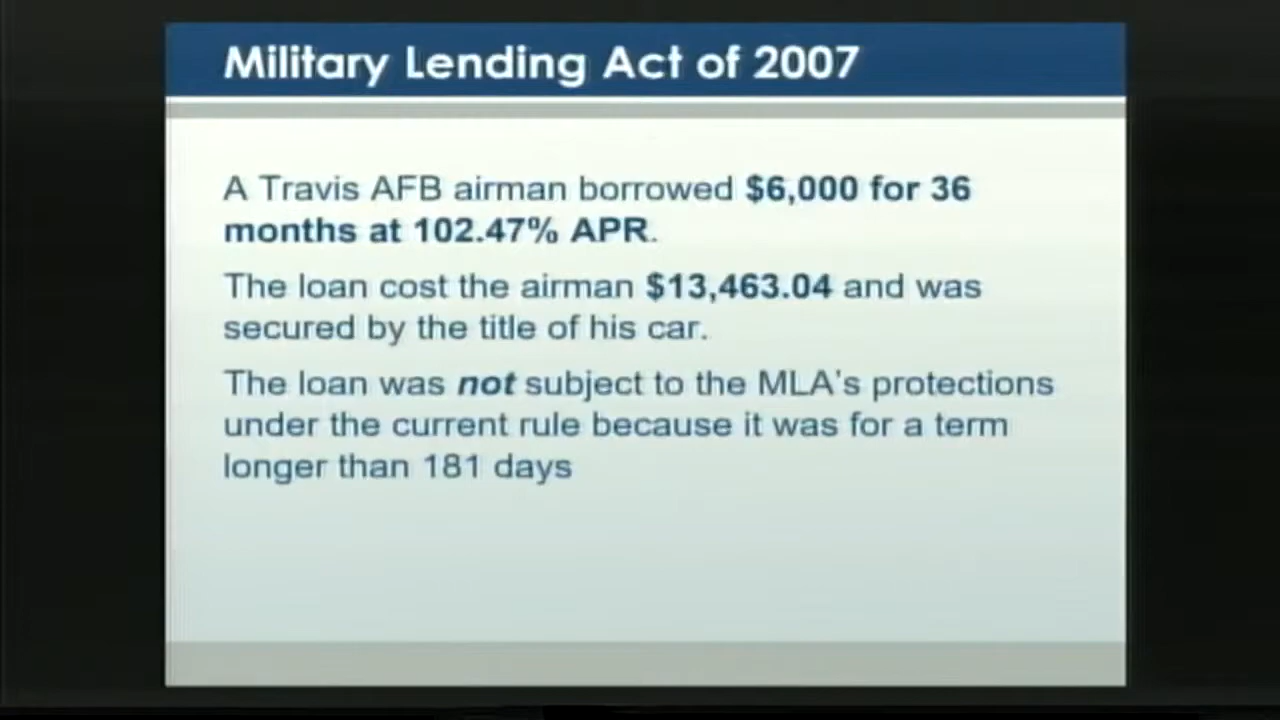 Military Lending Act of 2007
A Travis AFB airman borrowed $6,000 for 36
months at 102.47% APR.
The loan cost the airman $13,463.04 and was
secured by the title of his car.
The loan was not subject to the MLA's protections
under the current rule because it was for a term
longer than 181 days